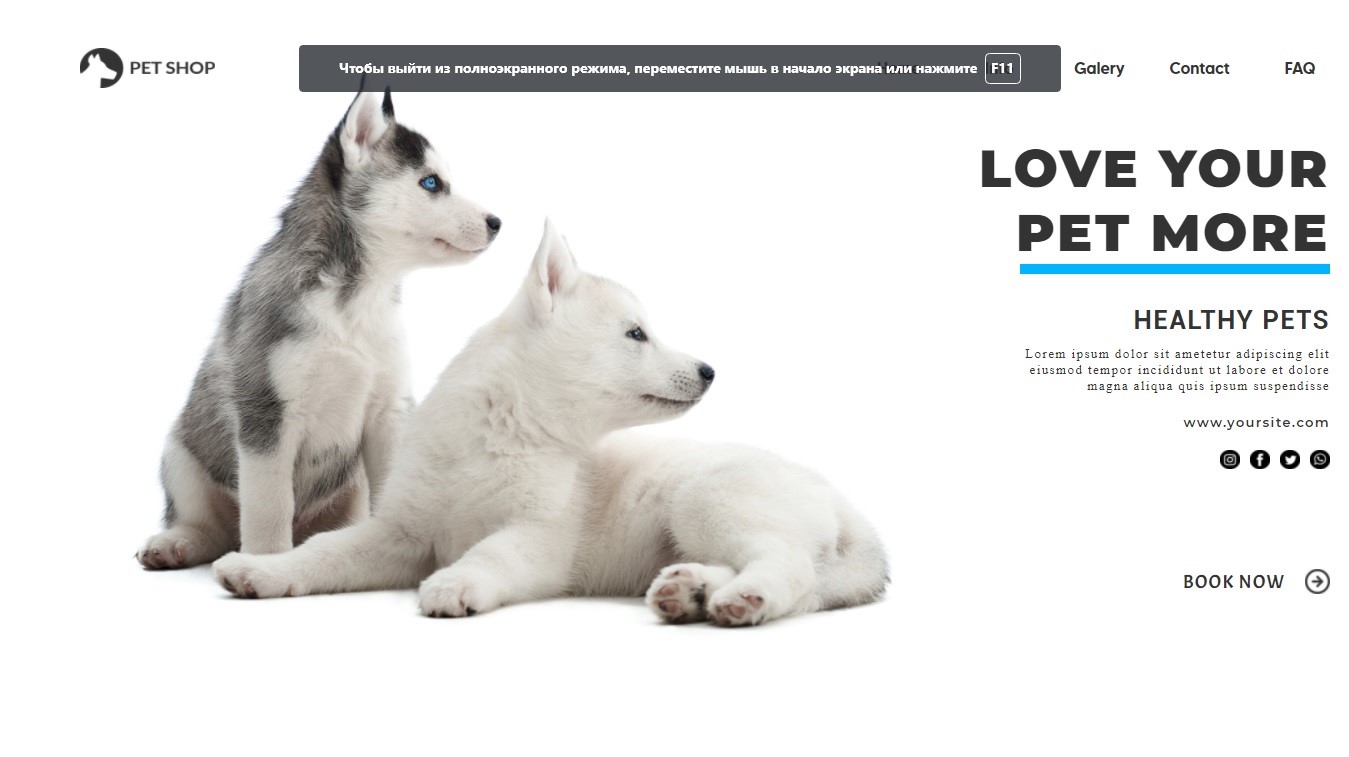 PET SHOP
Чтобы выйти из полноэкранного режима, переместите мышь в начало экрана или нажмите F11
Galery
Contact
FAQ
LOVE YOUR
PET MORE
HEALTHY PETS
Lorem ipsum dolor sit ametetur adipiscing elit
eiusmod tempor incididunt ut labore et dolore
magna aliqua quis ipsum suspendisse
www.yoursite.com
BOOK NOW